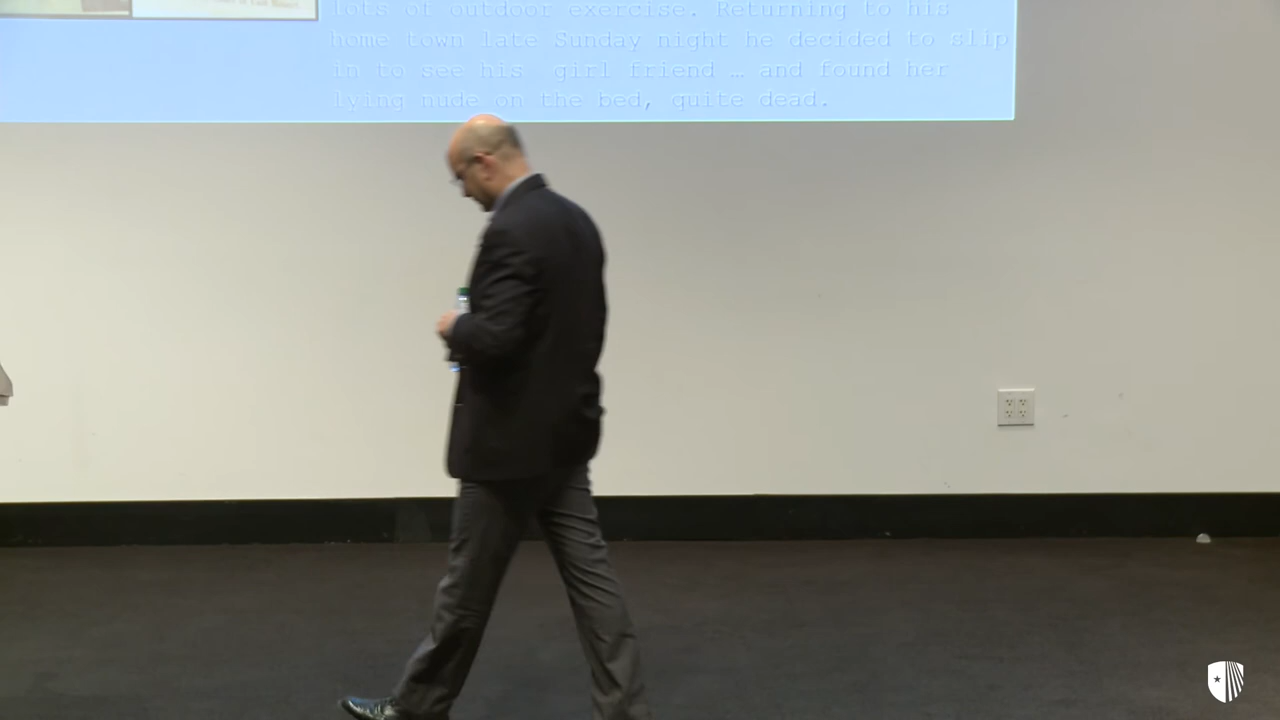 lots of outdoor exercise. Returning to his
home town late Sunday night he decided to slip
in to see his girl friend … and found her
lying nude on the bed, quite dead.